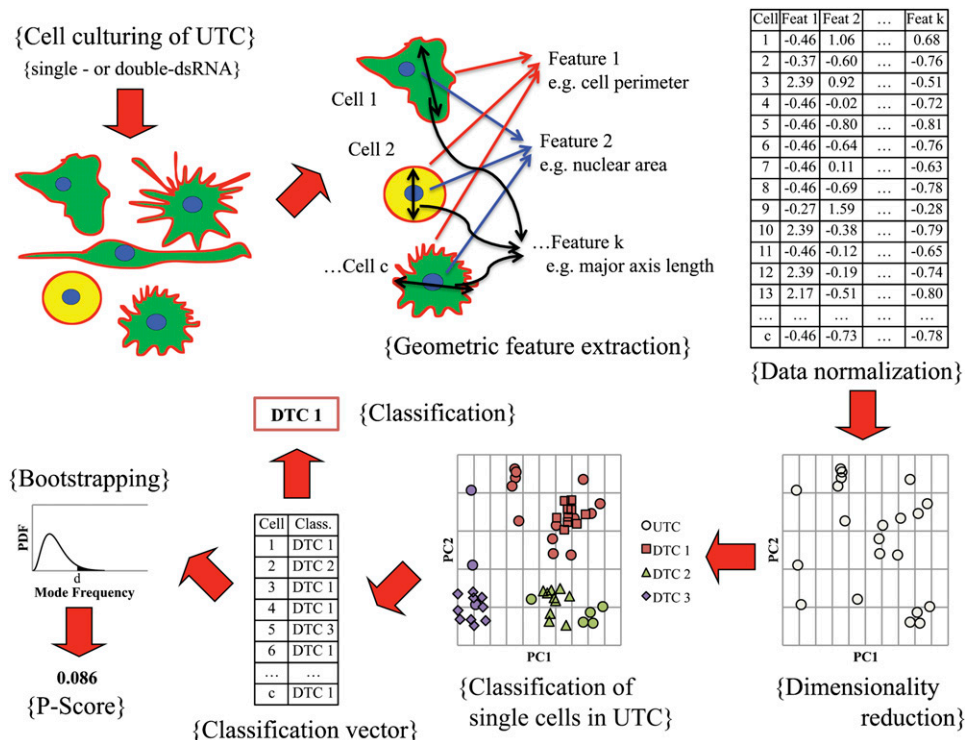 {Cell culturing of UTC}
{single - or double-dsRNA}
Cell 1
Cell 2
...Cell c
Feature 1
e.g. cell perimeter
Feature 2
e.g. nuclear area
...Feature k
e.g. major axis length
{Geometric feature extraction}
Cell Feat 1 Feat 2 ... Feat k
1 -0.46 1.06 ... 0.68
2 -0.37 -0.60 ... -0.76
3 2.39 0.92 ... -0.51
4 -0.46 -0.02 ... -0.72
5 -0.46 -0.80 ... -0.81
6 -0.46 -0.64 ... -0.76
7 -0.46 0.11 ... -0.63
8 -0.46 -0.69 ... -0.78
9 -0.27 1.59 ... -0.28
10 2.39 -0.38 ... -0.79
11 -0.46 -0.12 ... -0.65
12 2.39 -0.19 ... -0.74
13 2.17 -0.51 ... -0.80
... ... ... ... ...
c -0.46 -0.73 ... -0.78
{Data normalization}
PC2
PC1
{Dimensionality
reduction}
UTC
DTC 1
DTC 2
DTC 3
PC2
PC1
{Classification of
single cells in UTC}
DTC 1
{Classification}
Cell Class.
1 DTC 1
2 DTC 2
3 DTC 1
4 DTC 1
5 DTC 3
6 DTC 1
... ...
c DTC 1
{Classification vector}
{Bootstrapping}
PDF
d
Mode Frequency
0.086
{P-Score}